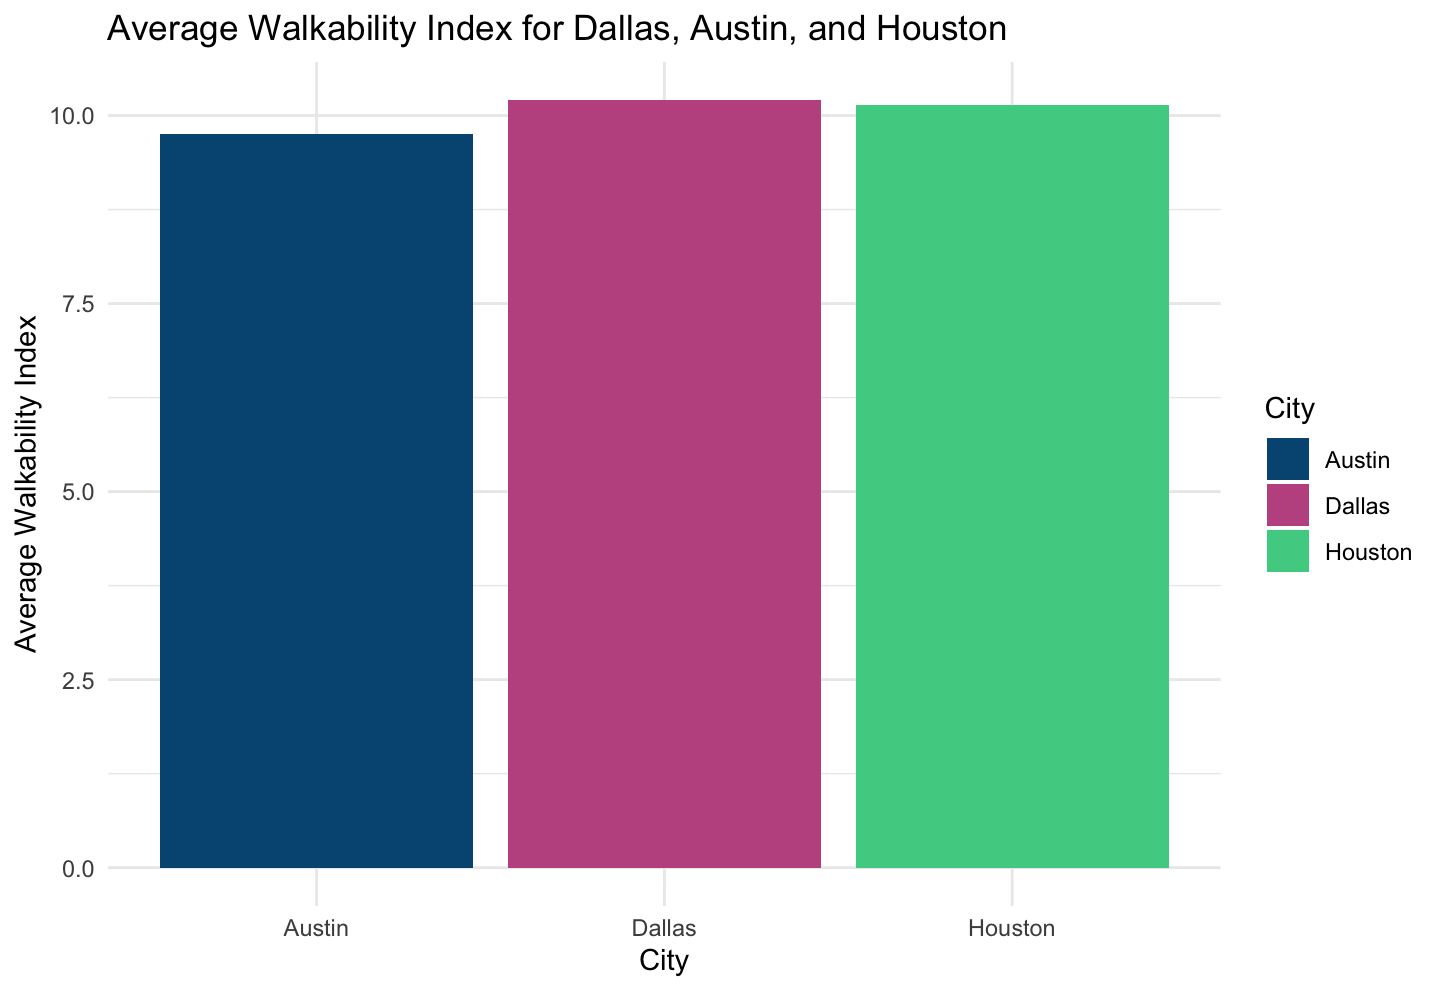 Average Walkability Index for Dallas, Austin, and Houston
Average Walkability Index
10.0
7.5
5.0
2.5
0.0
Austin
Dallas
Houston
City
City
Austin
Dallas
Houston